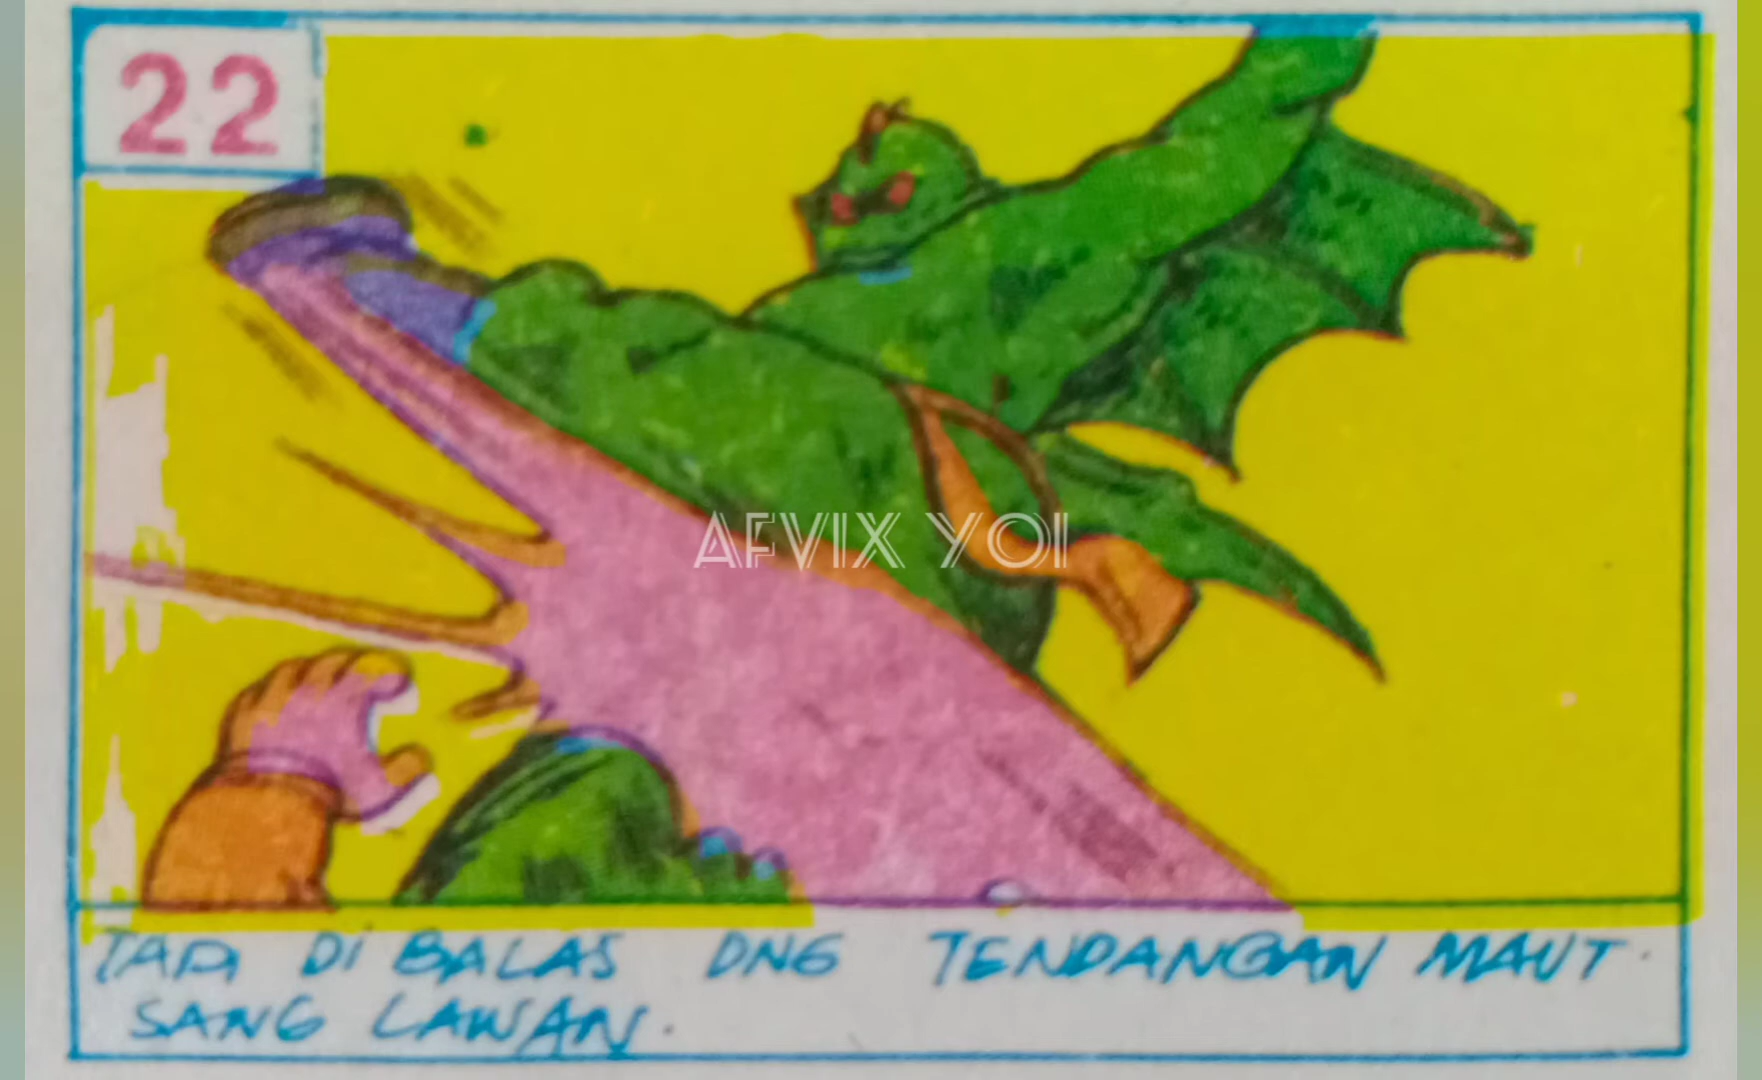 22
AFVIX YOI
TAPI DI BALAS DNG TENDANGAN MAUT.
SANG LAWAN.